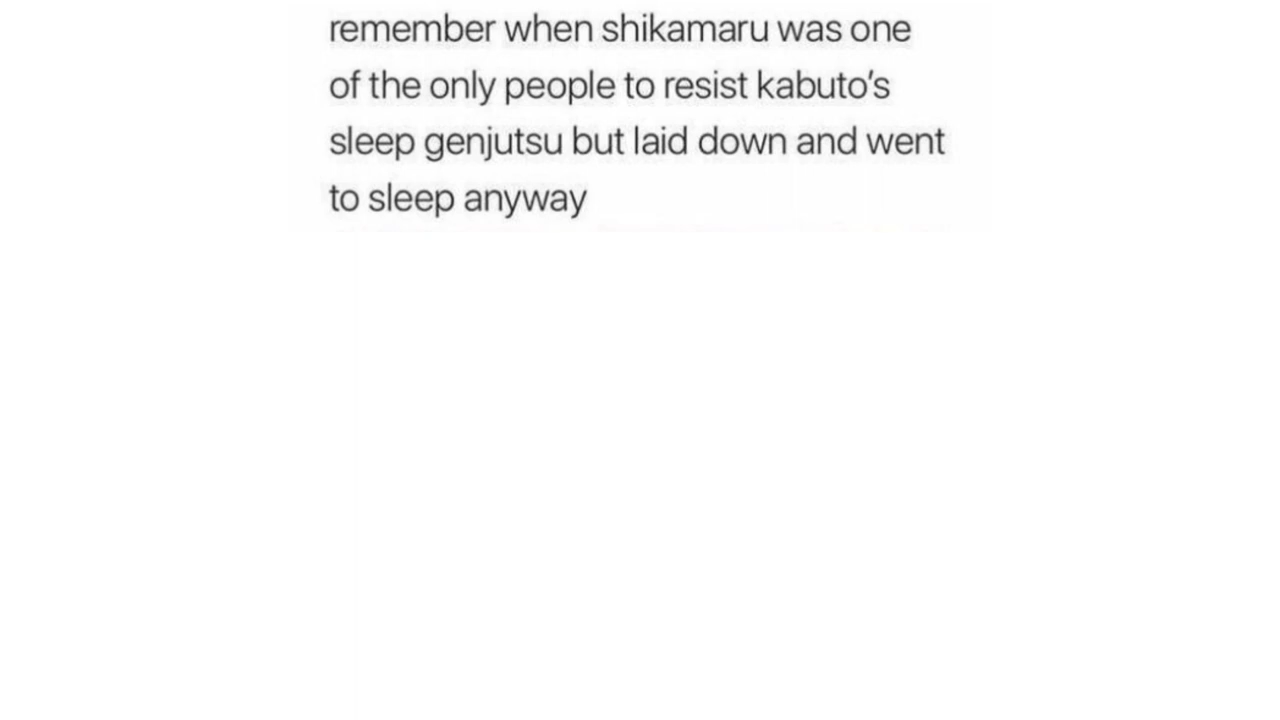 remember when shikamaru was one
of the only people to resist kabuto's
sleep genjutsu but laid down and went
to sleep anyway